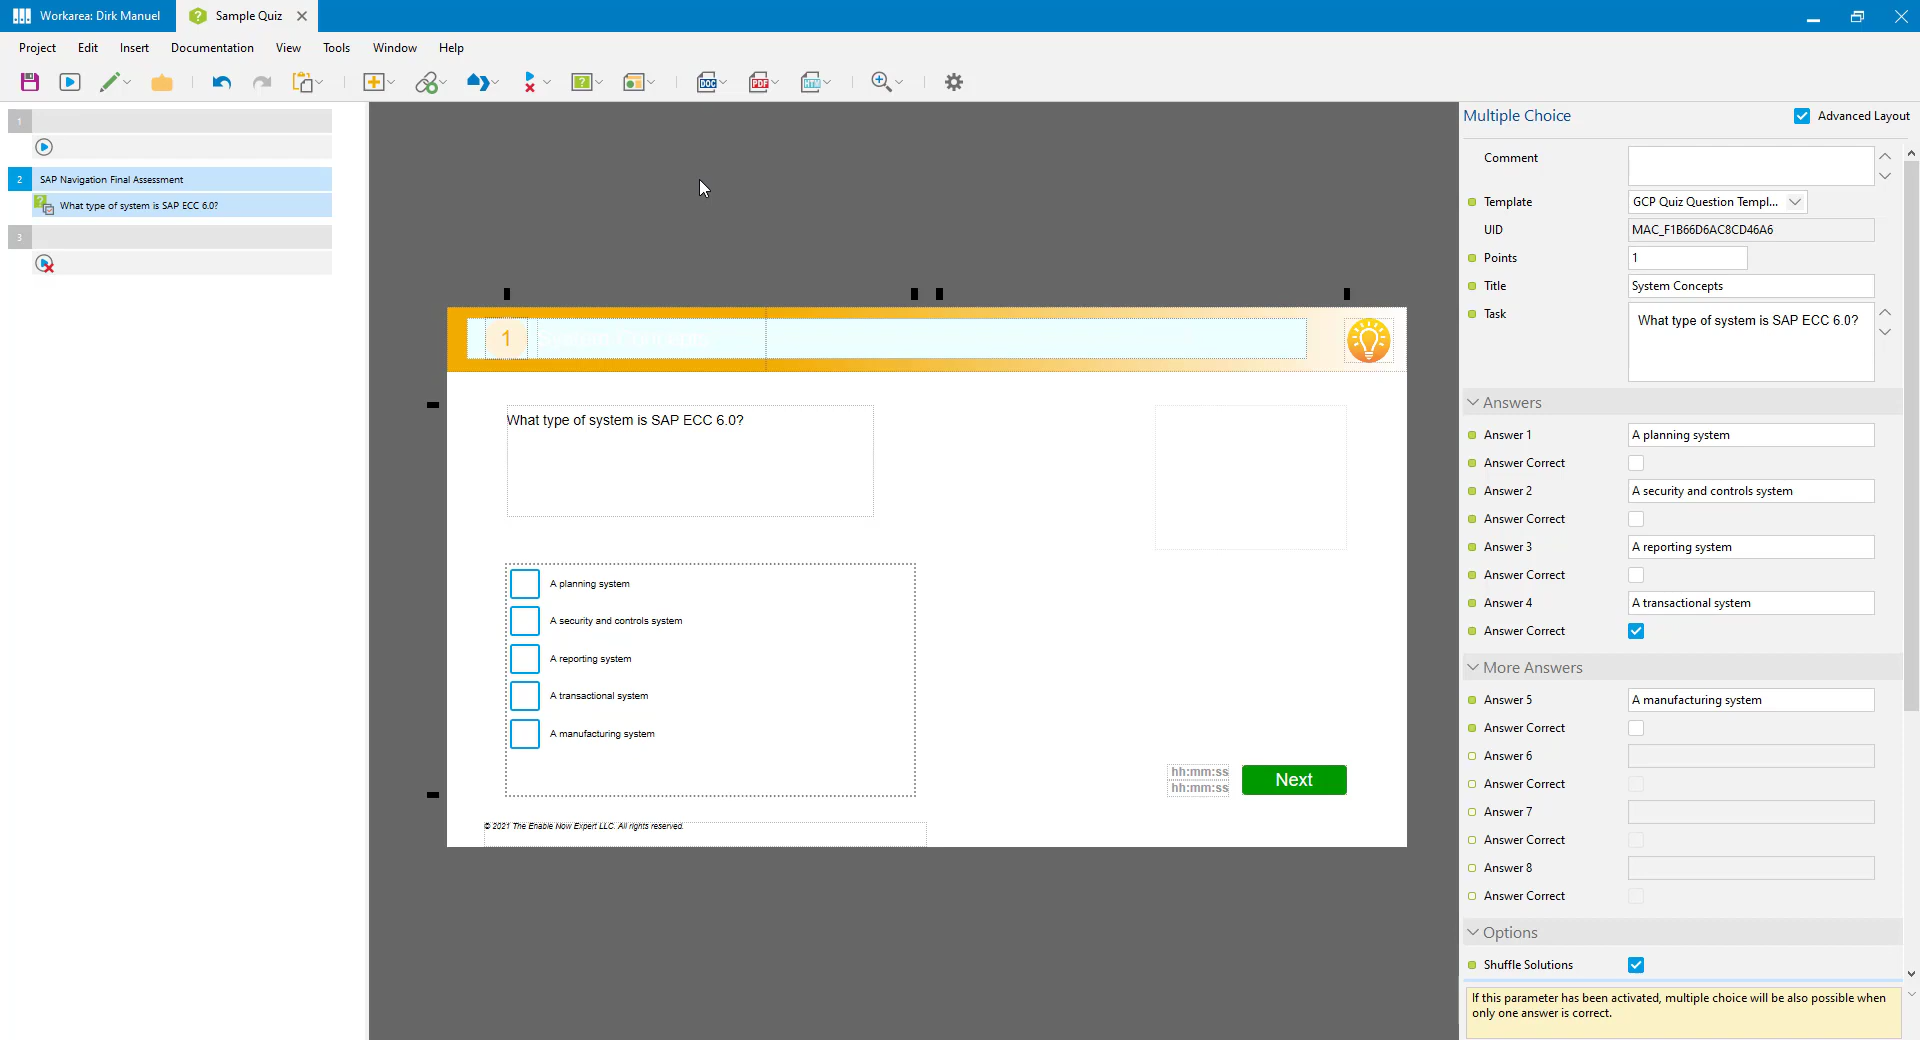 Workarea: Dirk Manuel
Sample Quiz
Project Edit Insert Documentation View Tools Window Help
DOC PDF HTM
1
2 SAP Navigation Final Assessment
What type of system is SAP ECC 6.0?
3
1 System Concepts
What type of system is SAP ECC 6.0?
A planning system
A security and controls system
A reporting system
A transactional system
A manufacturing system
hh:mm:ss
hh:mm:ss
Next
© 2021 The Enable Now Expert LLC. All rights reserved.
Multiple Choice
Advanced Layout
Comment
Template GCP Quiz Question Templ...
UID MAC_F1B66D6AC8CD46A6
Points 1
Title System Concepts
Task What type of system is SAP ECC 6.0?
Answers
Answer 1 A planning system
Answer Correct
Answer 2 A security and controls system
Answer Correct
Answer 3 A reporting system
Answer Correct
Answer 4 A transactional system
Answer Correct
More Answers
Answer 5 A manufacturing system
Answer Correct
Answer 6
Answer Correct
Answer 7
Answer Correct
Answer 8
Answer Correct
Options
Shuffle Solutions
If this parameter has been activated, multiple choice will be also possible when
only one answer is correct.